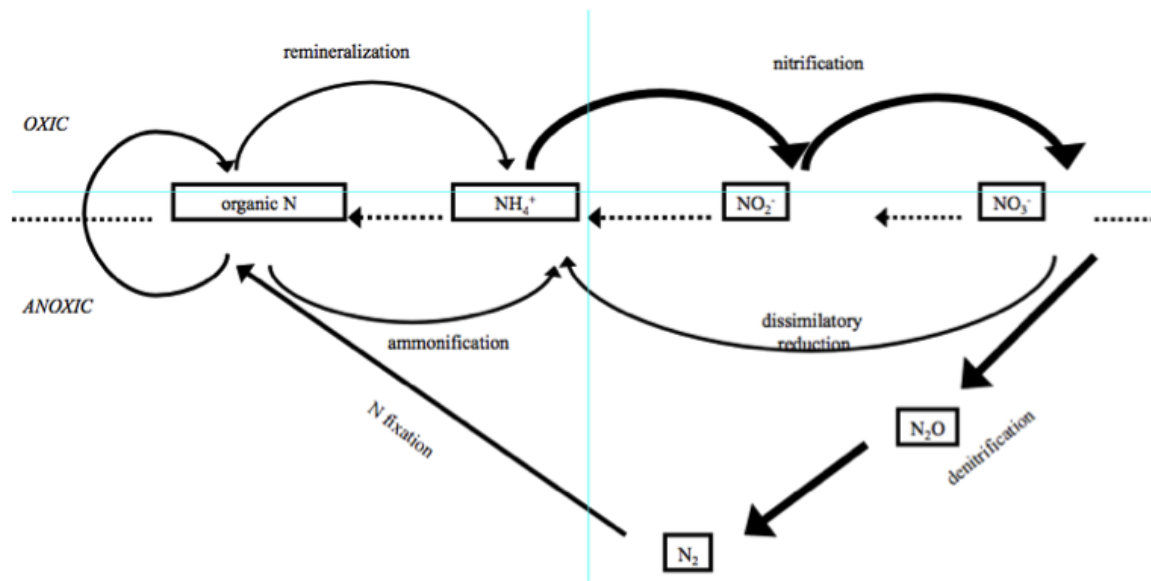 remineralization
nitrification
OXIC
organic N
NH₄⁺
NO₂⁻
NO₃⁻
ANOXIC
ammonification
dissimilatory
reduction
N fixation
N₂O
denitrification
N₂